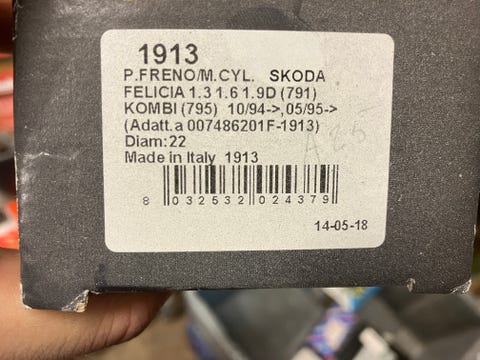 1913
P.FRENO/M.CYL. SKODA
FELICIA 1.3 1.6 1.9D (791)
KOMBI (795) 10/94->,05/95->
(Adatt.a 007486201F-1913)
Diam:22
Made in Italy 1913
8 032532 024379
14-05-18